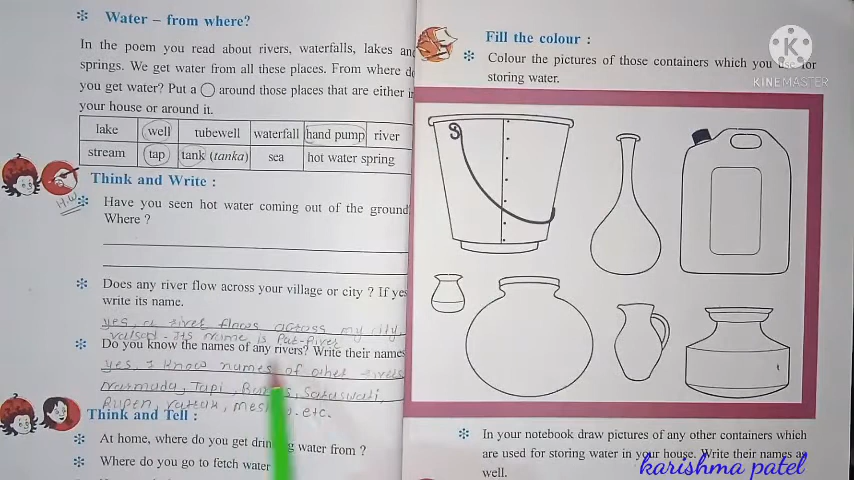 Water – from where?
In the poem you read about rivers, waterfalls, lakes and
springs. We get water from all these places. From where do
you get water? Put a ○ around those places that are either in
your house or around it.
lake well tubewell waterfall hand pump river
stream tap tank (tanka) sea hot water spring
Think and Write :
H.W
Have you seen hot water coming out of the ground
Where ?
Does any river flow across your village or city ? If yes
write its name.
yes, a river flows across my city
valsad. Its name is Par-River
Do you know the names of any rivers? Write their names
yes, I know names of other rivers
Narmada, Tapi, Saraswati,
Rupen, etc.
Think and Tell :
At home, where do you get drinking water from ?
Where do you go to fetch water
Fill the colour :
Colour the pictures of those containers which you use for
storing water.
K
KINEMASTER
In your notebook draw pictures of any other containers which
are used for storing water in your house. Write their names as
well.
karishma patel